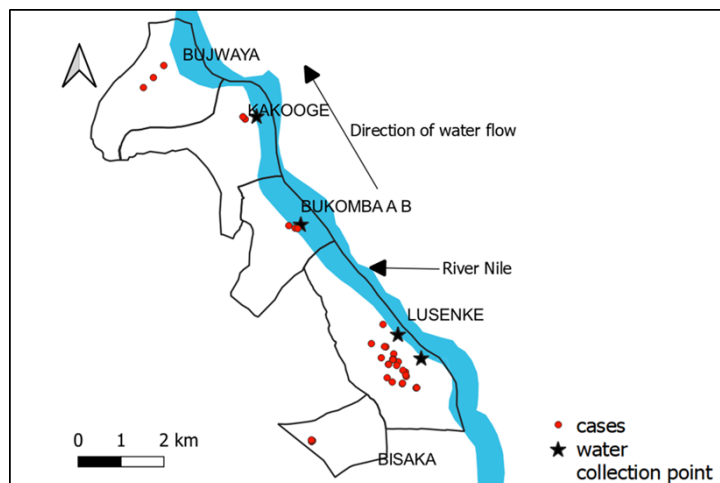 BUJWAYA
KAKOOGE
Direction of water flow
BUKOMBA A B
River Nile
LUSENKE
0 1 2 km
BISAKA
cases
water
collection point